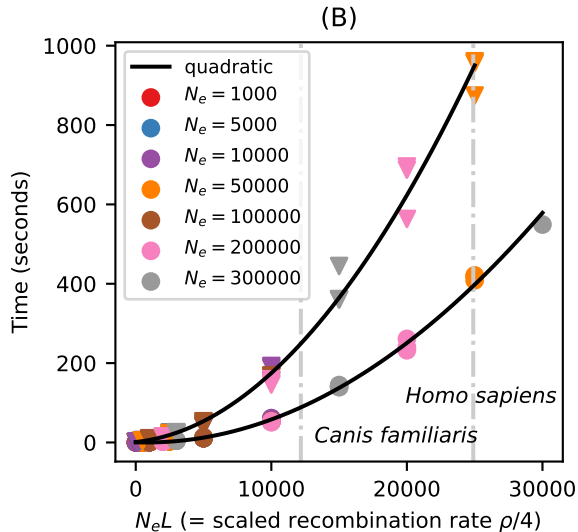 (B)
1000
800
600
400
200
0
Time (seconds)
quadratic
N_e = 1000
N_e = 5000
N_e = 10000
N_e = 50000
N_e = 100000
N_e = 200000
N_e = 300000
Homo sapiens
Canis familiaris
0 10000 20000 30000
N_eL (= scaled recombination rate ρ/4)